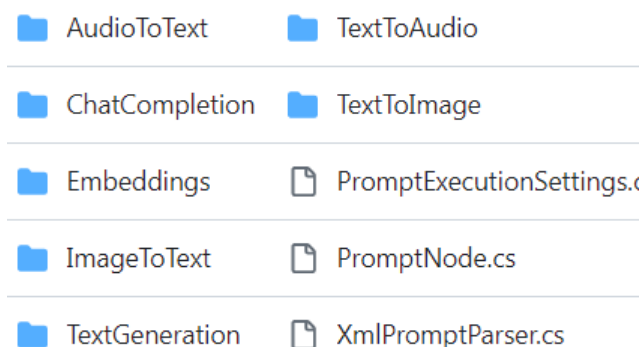 AudioToText
ChatCompletion
Embeddings
ImageToText
TextGeneration
TextToAudio
TextToImage
PromptExecutionSettings.c
PromptNode.cs
XmlPromptParser.cs